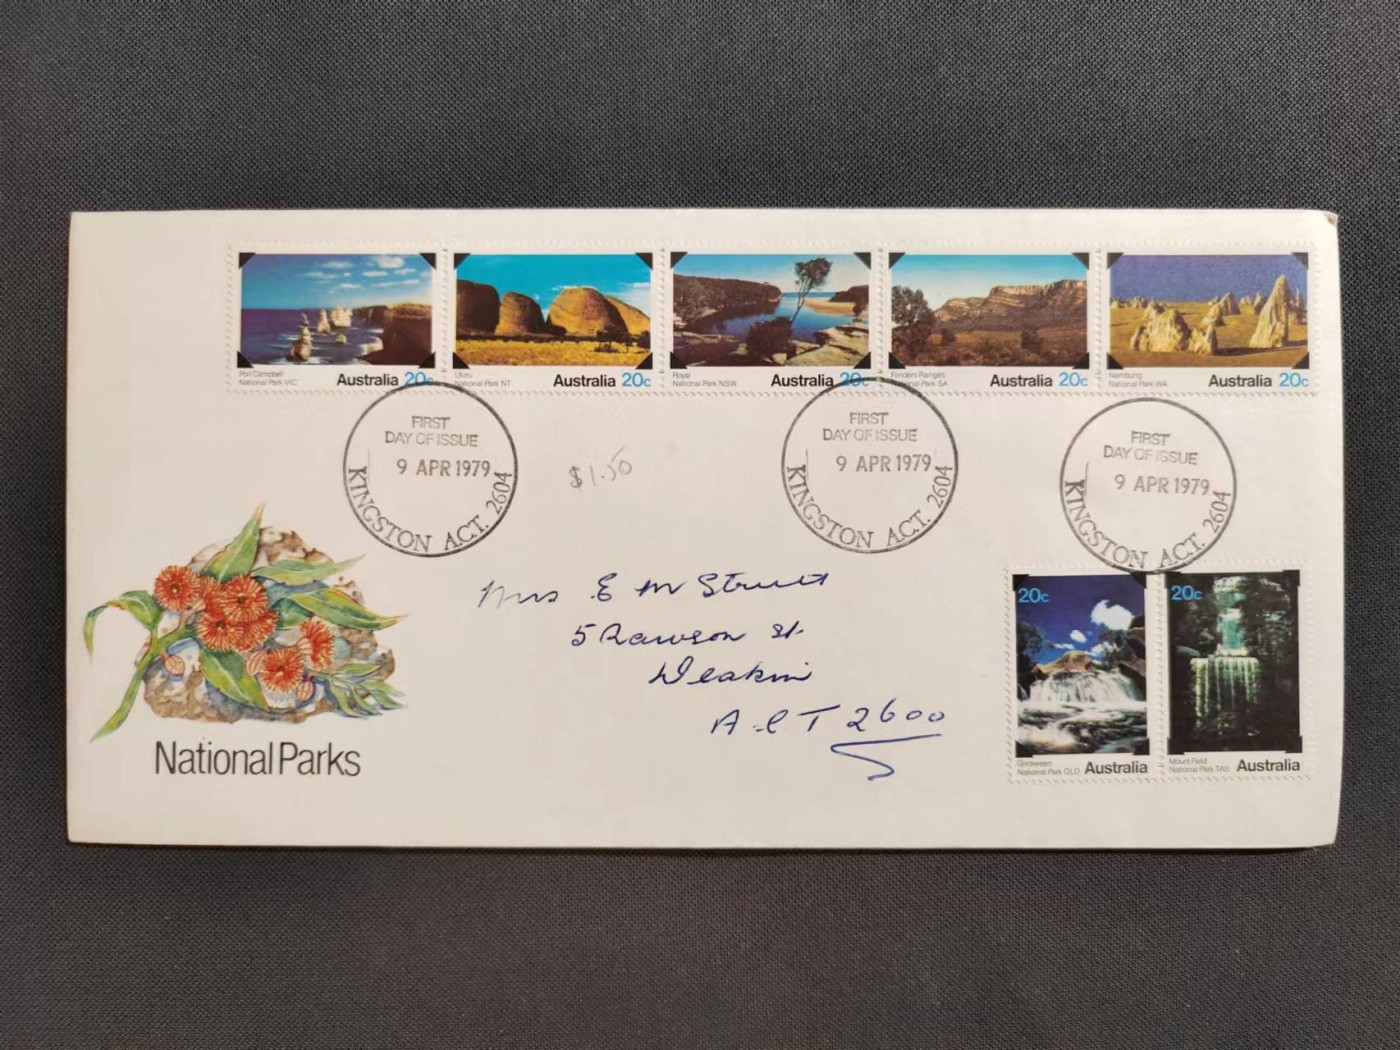 Port Campbell
National Park VIC
Australia 20c
Uluru
National Park NT
Australia 20c
Royal
National Park NSW
Australia 20c
Flinders Ranges
National Park SA
Australia 20c
Nambung
National Park WA
Australia 20c
FIRST
DAY OF ISSUE
9 APR 1979
KINGSTON A.C.T. 2604
FIRST
DAY OF ISSUE
9 APR 1979
KINGSTON A.C.T. 2604
FIRST
DAY OF ISSUE
9 APR 1979
KINGSTON A.C.T. 2604
$1.50
Mrs E M Strutt
5 Rawson St.
Deakin
A.C.T 2600
National Parks
20c
Girraween
National Park QLD
Australia
20c
Mount Field
National Park TAS
Australia